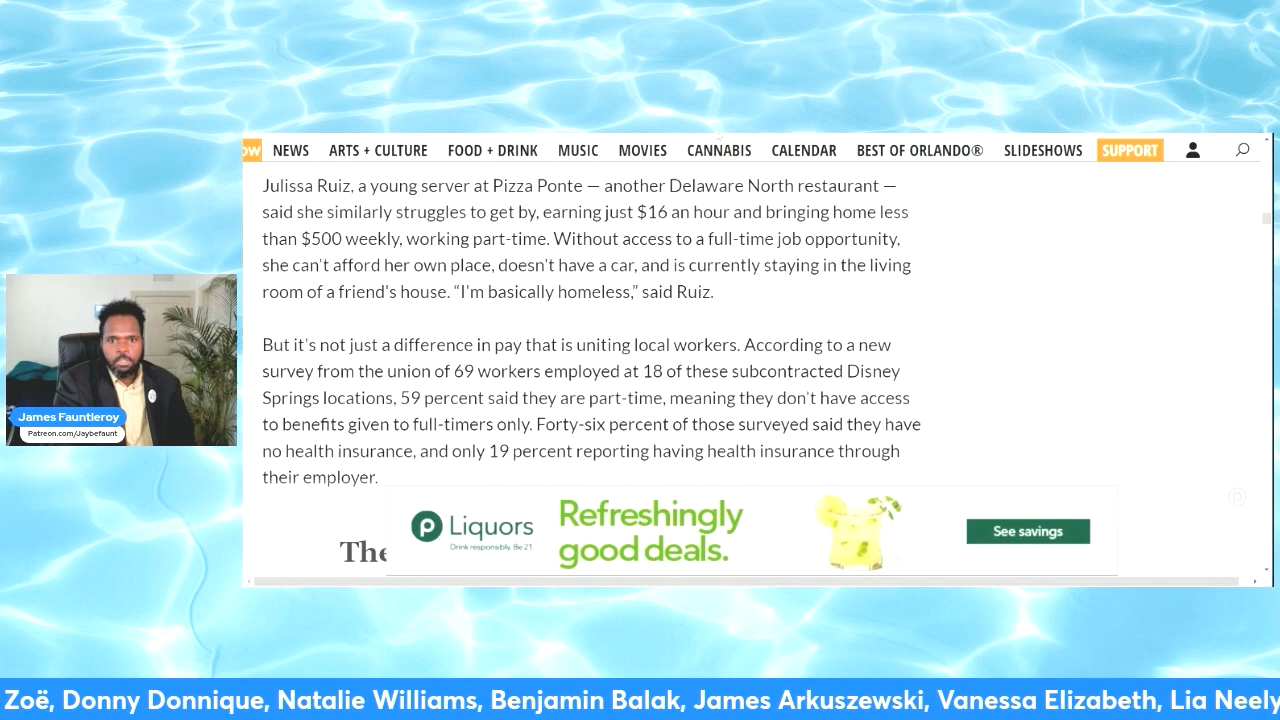 OW NEWS ARTS + CULTURE FOOD + DRINK MUSIC MOVIES CANNABIS CALENDAR BEST OF ORLANDO® SLIDESHOWS SUPPORT
Julissa Ruiz, a young server at Pizza Ponte — another Delaware North restaurant —
said she similarly struggles to get by, earning just $16 an hour and bringing home less
than $500 weekly, working part-time. Without access to a full-time job opportunity,
she can't afford her own place, doesn't have a car, and is currently staying in the living
room of a friend's house. “I'm basically homeless,” said Ruiz.
But it's not just a difference in pay that is uniting local workers. According to a new
survey from the union of 69 workers employed at 18 of these subcontracted Disney
Springs locations, 59 percent said they are part-time, meaning they don't have access
to benefits given to full-timers only. Forty-six percent of those surveyed said they have
no health insurance, and only 19 percent reporting having health insurance through
their employer.
The
p Liquors
Drink responsibly. Be 21
Refreshingly
good deals.
See savings
James Fauntleroy
Patreon.com/Jaybefaunt
Zoë, Donny Donnique, Natalie Williams, Benjamin Balak, James Arkuszewski, Vanessa Elizabeth, Lia Neely